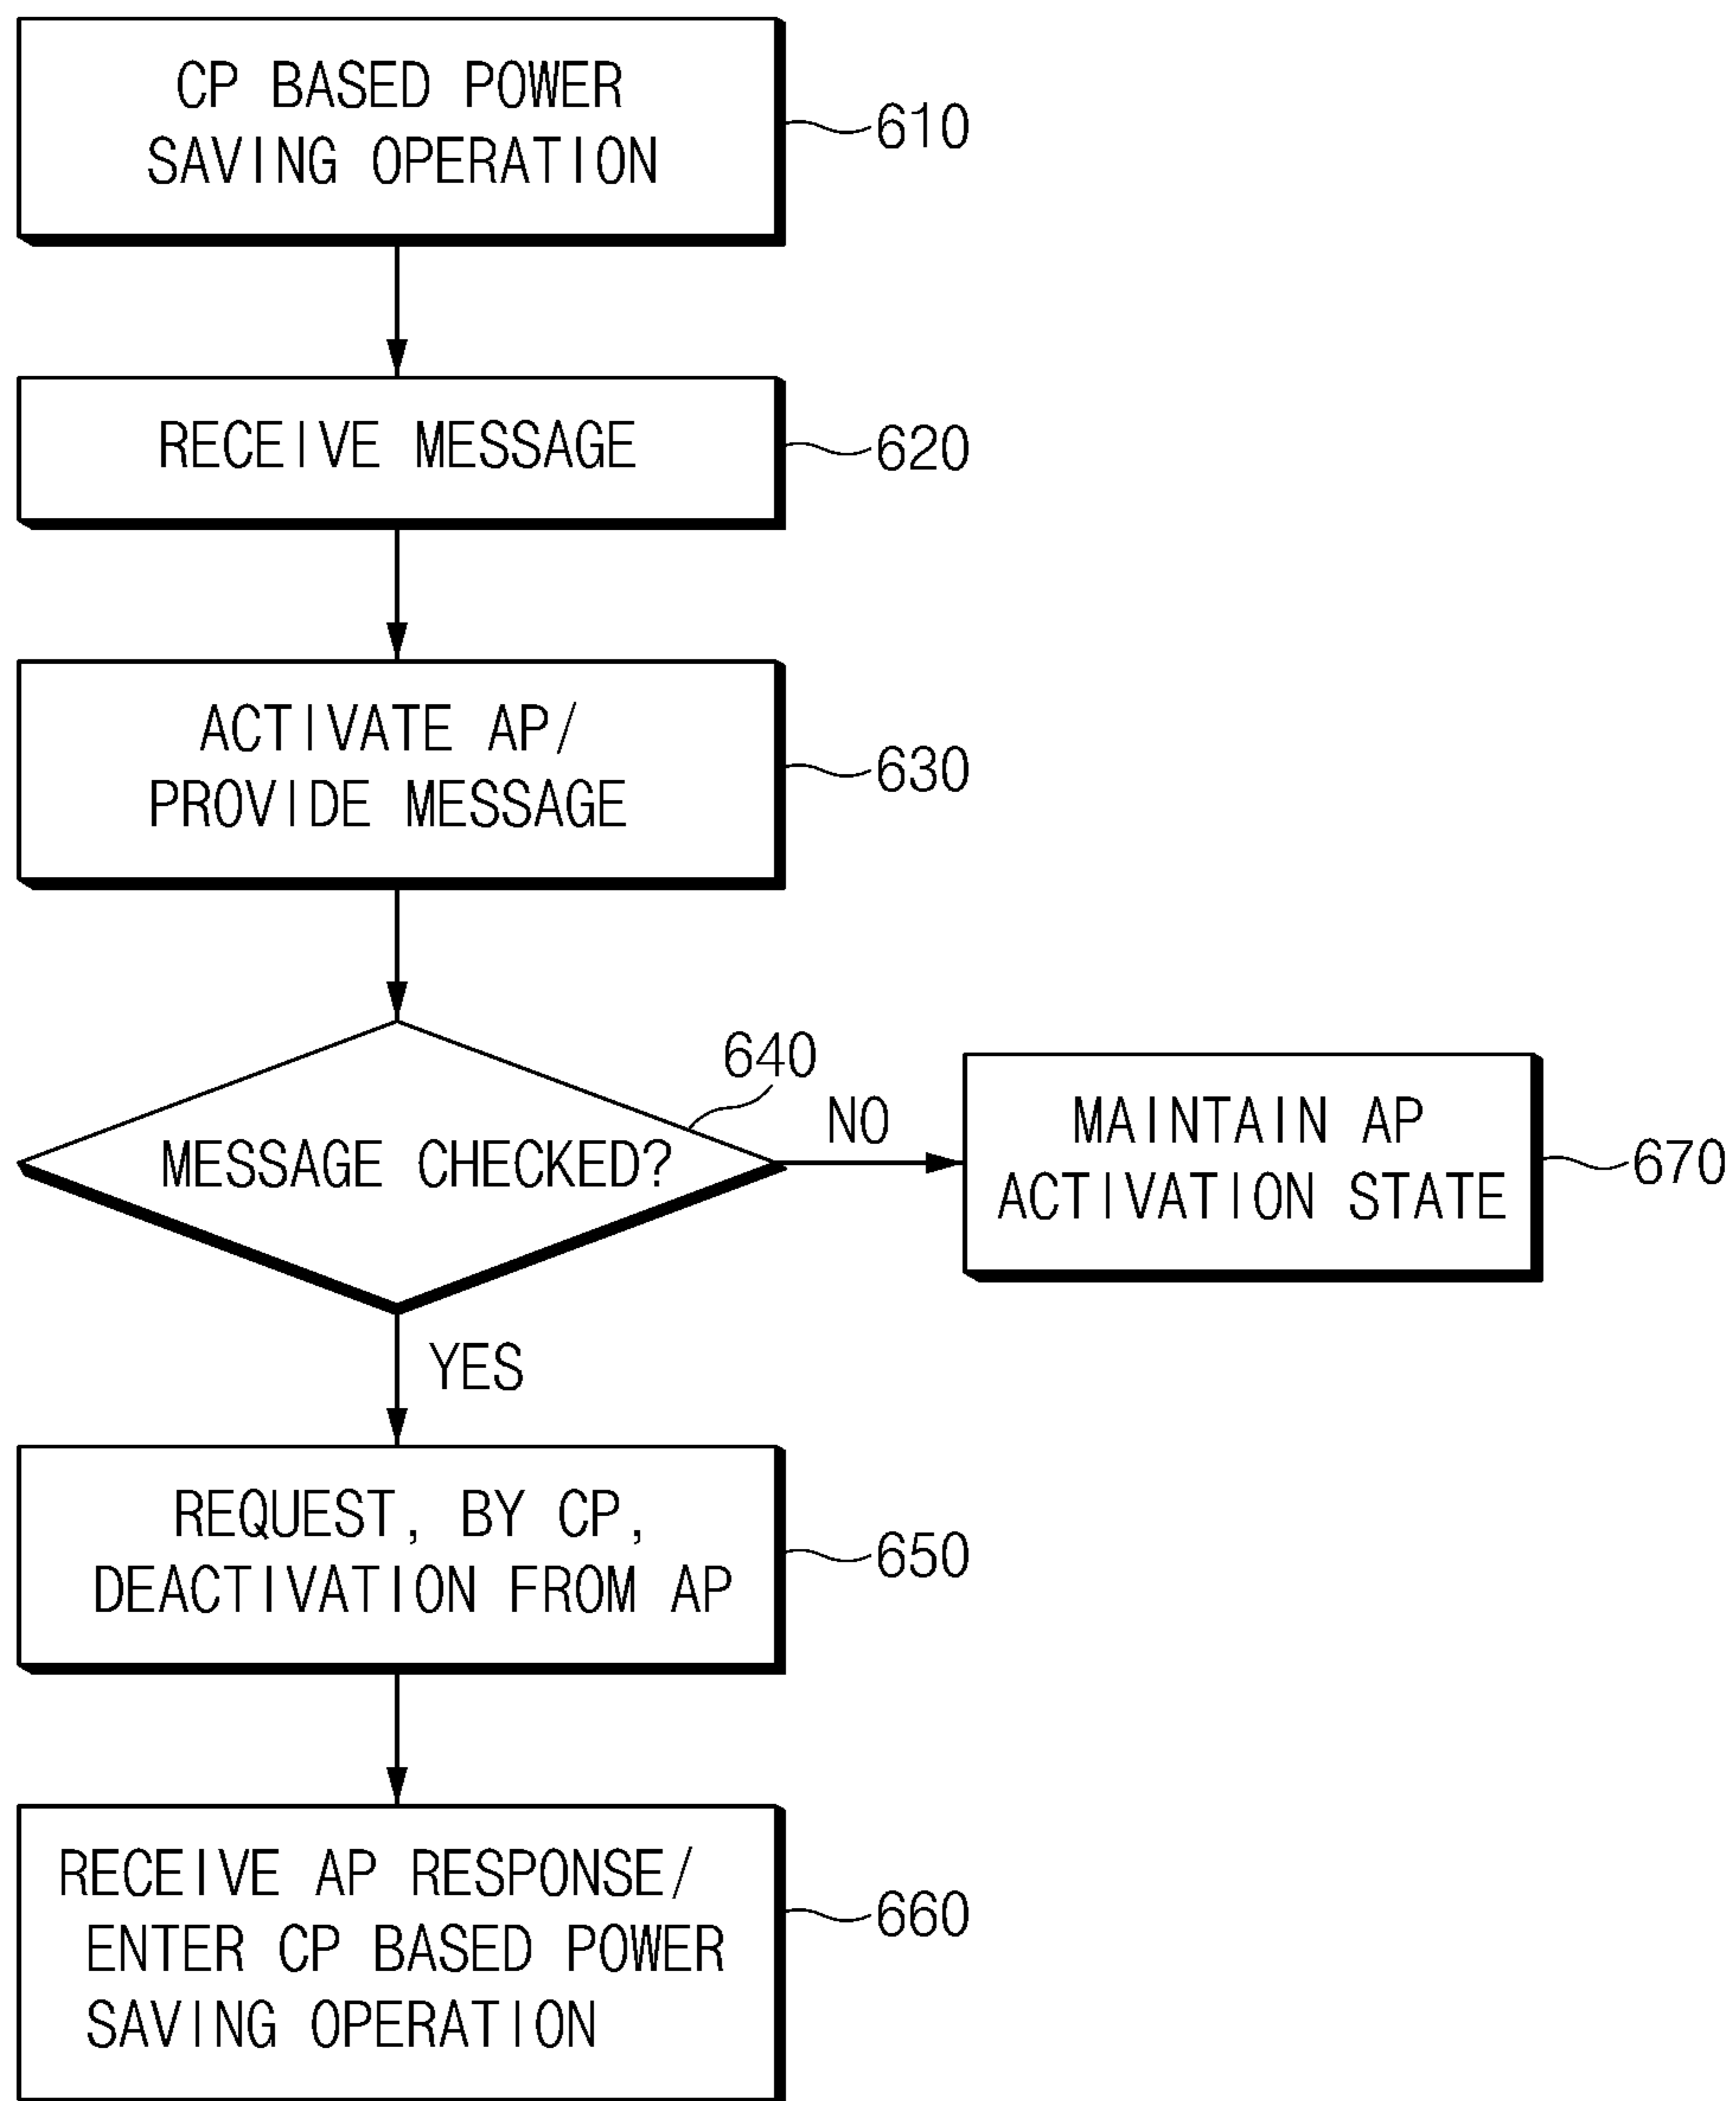 CP BASED POWER
SAVING OPERATION
610
RECEIVE MESSAGE
620
ACTIVATE AP/
PROVIDE MESSAGE
630
640
MESSAGE CHECKED?
NO
MAINTAIN AP
ACTIVATION STATE
670
YES
REQUEST, BY CP,
DEACTIVATION FROM AP
650
RECEIVE AP RESPONSE/
ENTER CP BASED POWER
SAVING OPERATION
660